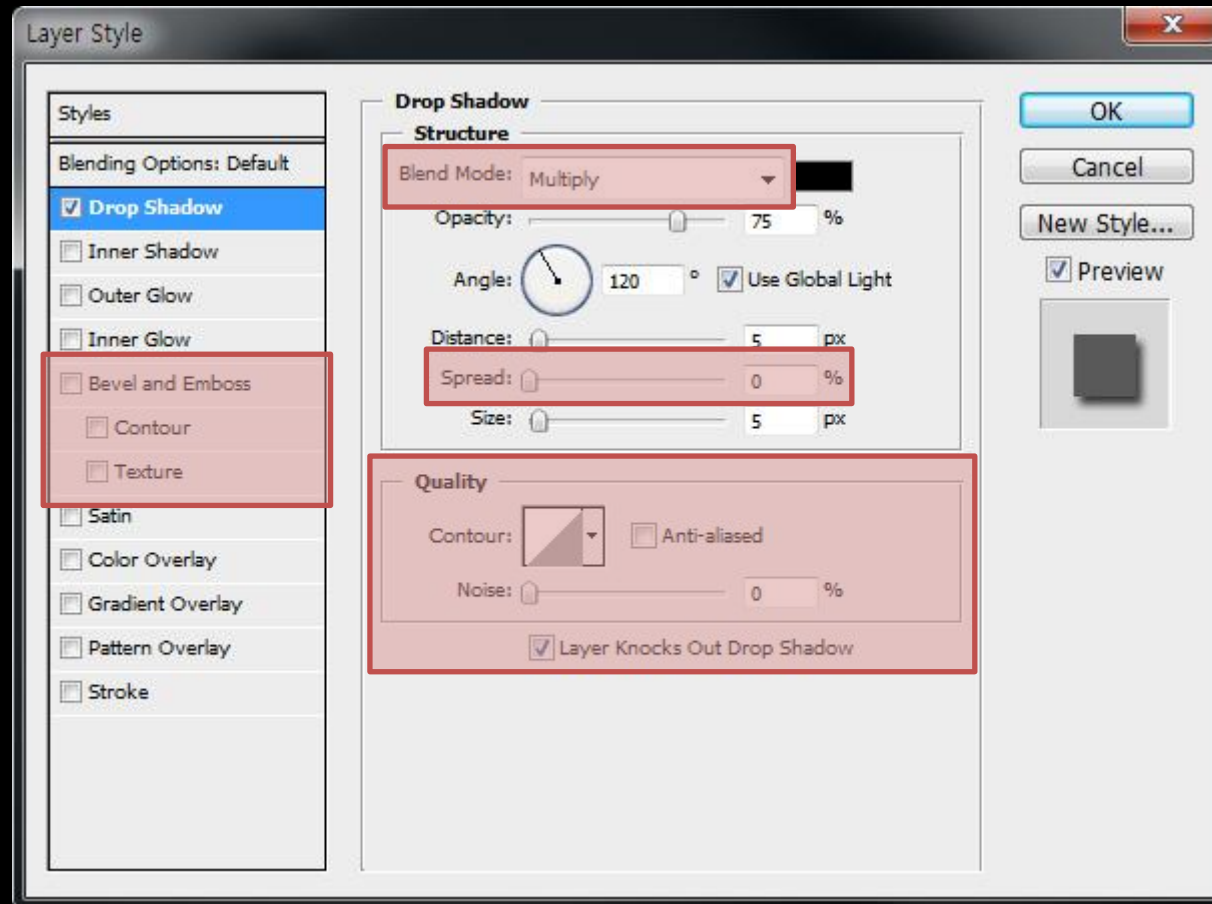 Layer Style
Styles
Blending Options: Default
Drop Shadow
Inner Shadow
Outer Glow
Inner Glow
Bevel and Emboss
Contour
Texture
Satin
Color Overlay
Gradient Overlay
Pattern Overlay
Stroke
Drop Shadow
Structure
Blend Mode: Multiply
Opacity: 75 %
Angle: 120 ° Use Global Light
Distance: 5 px
Spread: 0 %
Size: 5 px
Quality
Contour: Anti-aliased
Noise: 0 %
Layer Knocks Out Drop Shadow
OK
Cancel
New Style...
Preview